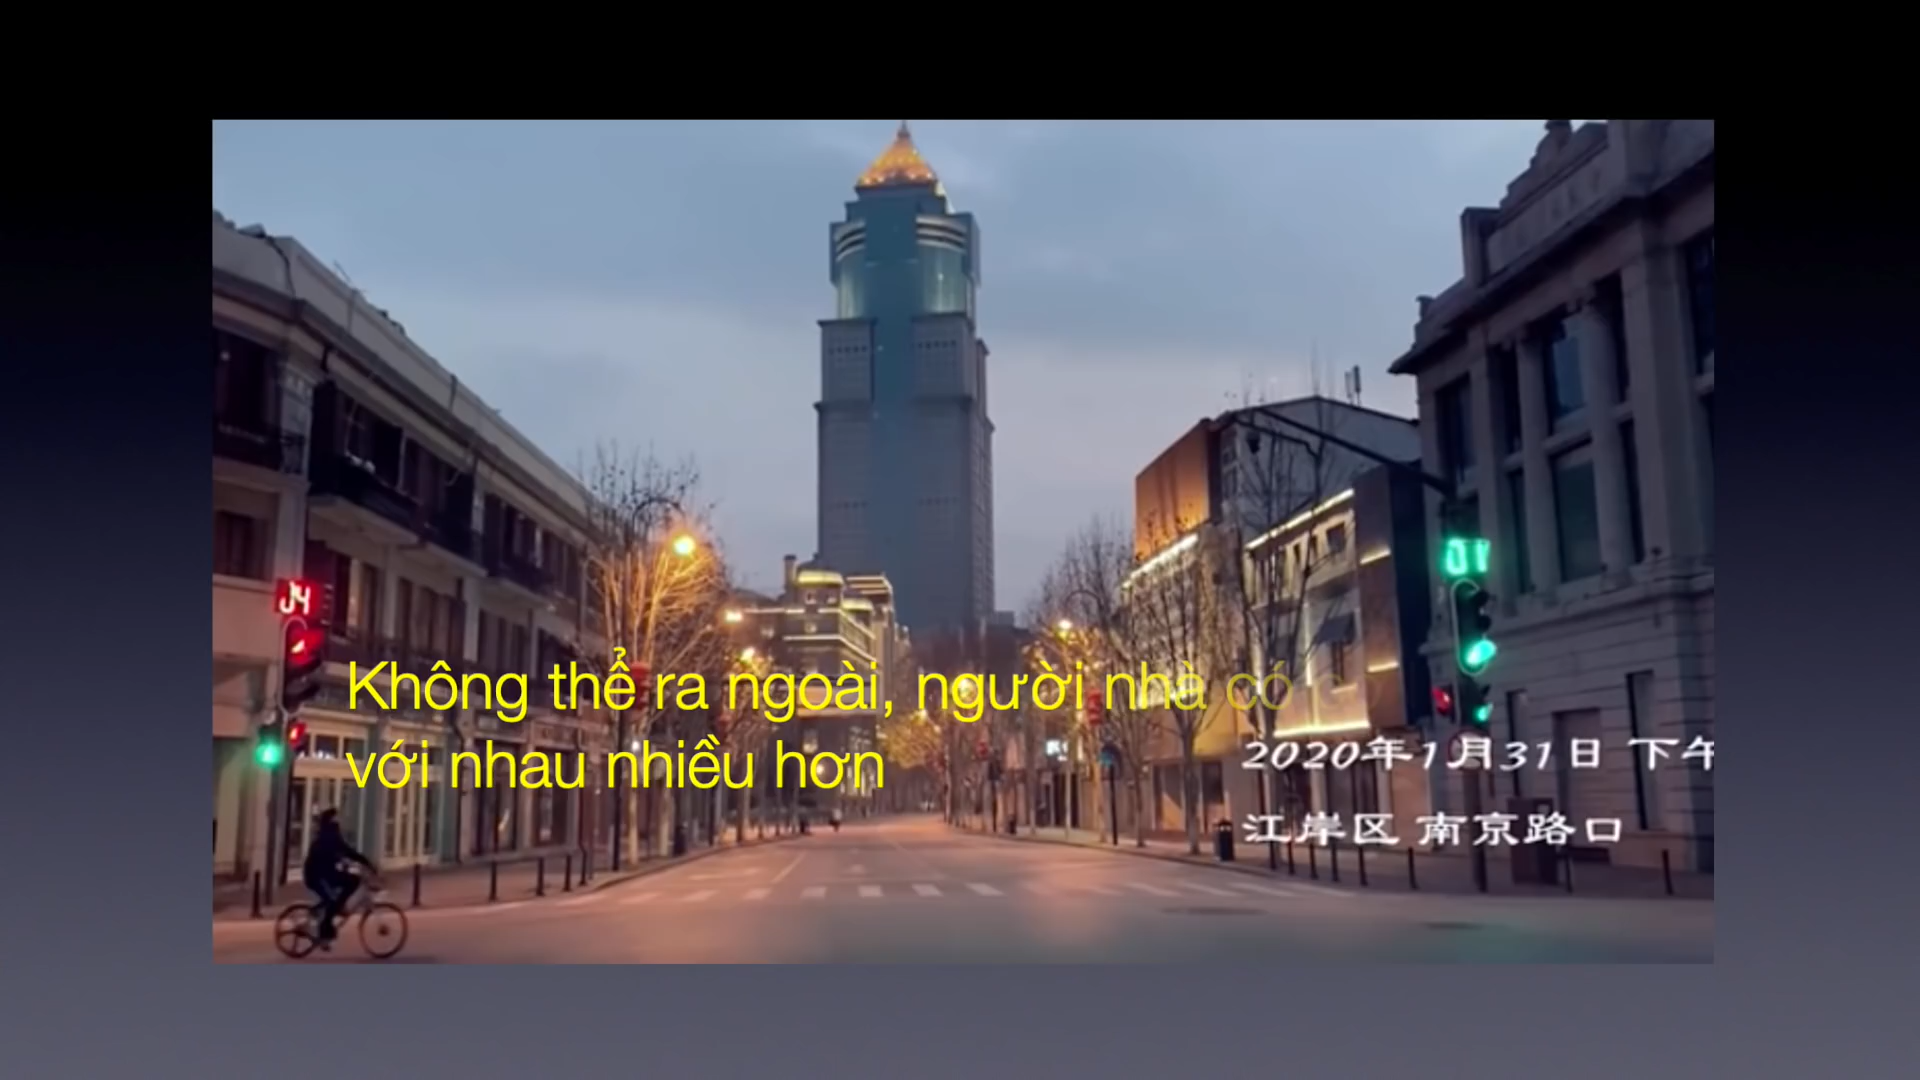 Không thể ra ngoài, người nhà có
với nhau nhiều hơn
2020年1月31日 下午
江岸区 南京路口